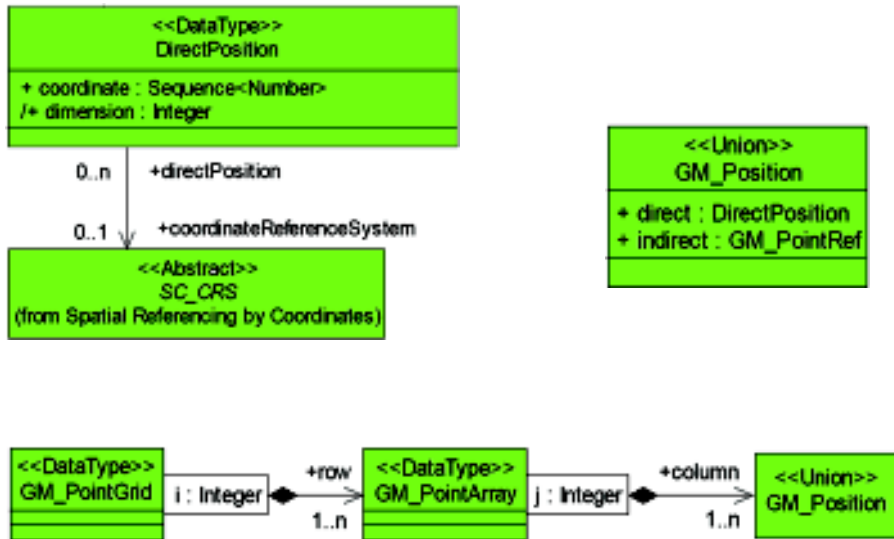 <<DataType>>
DirectPosition
+ coordinate : Sequence<Number>
/+ dimension : Integer
0..n
+directPosition
0..1
+coordinateReferenceSystem
<<Abstract>>
SC_CRS
(from Spatial Referencing by Coordinates)
<<Union>>
GM_Position
+ direct : DirectPosition
+ indirect : GM_PointRef
<<DataType>>
GM_PointGrid
i : Integer
+row
1..n
<<DataType>>
GM_PointArray
j : Integer
+column
1..n
<<Union>>
GM_Position